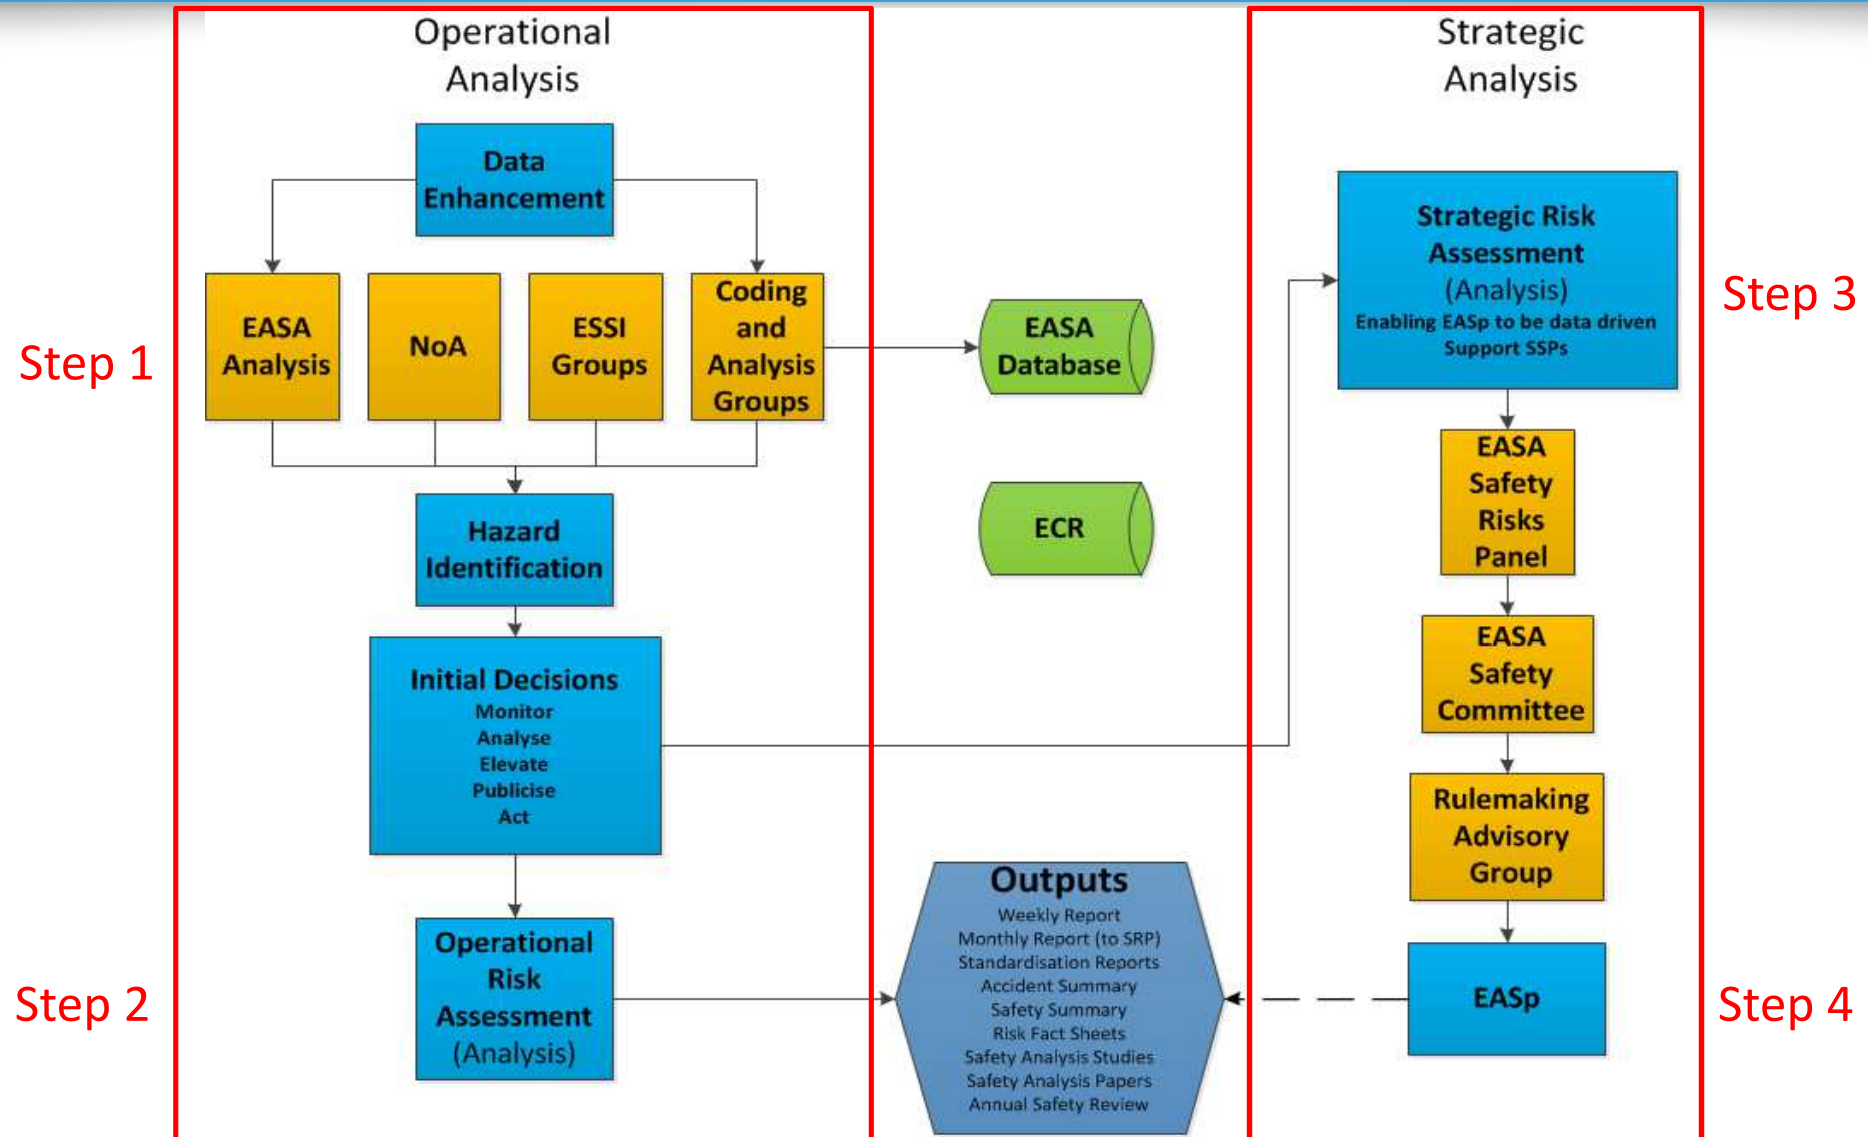 Operational
Analysis
Data
Enhancement
Step 1
EASA
Analysis
NoA
ESSI
Groups
Coding
and
Analysis
Groups
Hazard
Identification
Initial Decisions
Monitor
Analyse
Elevate
Publicise
Act
Step 2
Operational
Risk
Assessment
(Analysis)
EASA
Database
ECR
Outputs
Weekly Report
Monthly Report (to SRP)
Standardisation Reports
Accident Summary
Safety Summary
Risk Fact Sheets
Safety Analysis Studies
Safety Analysis Papers
Annual Safety Review
Strategic
Analysis
Strategic Risk
Assessment
(Analysis)
Enabling EASp to be data driven
Support SSPs
Step 3
EASA
Safety
Risks
Panel
EASA
Safety
Committee
Rulemaking
Advisory
Group
EASp
Step 4